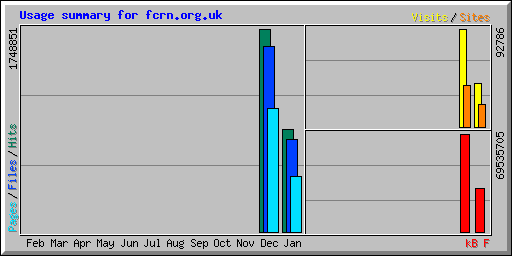 Usage summary for fcrn.org.uk
Visits / Sites
1748851
92786
Pages / Files / Hits
69535705
Feb Mar Apr May Jun Jul Aug Sep Oct Nov Dec Jan
kB F